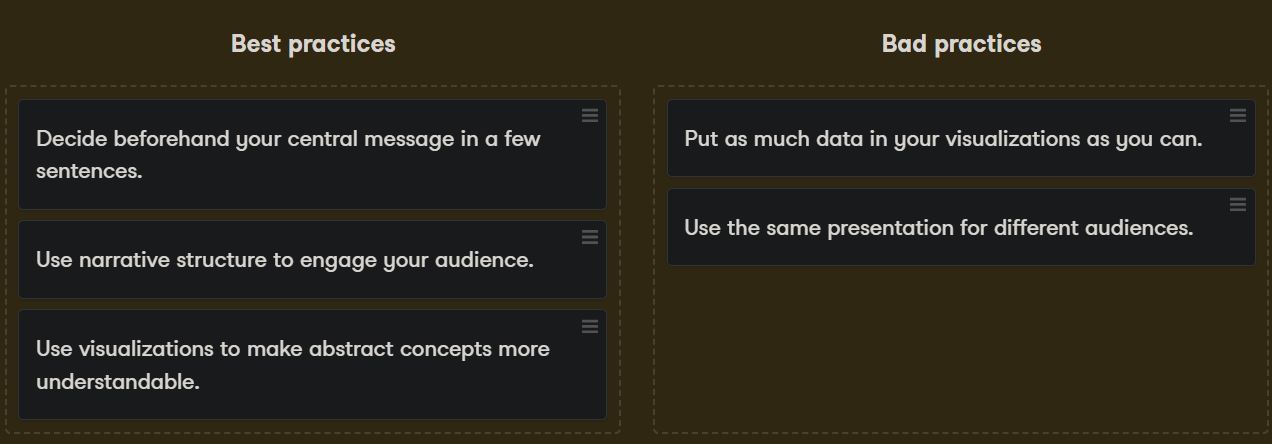 Best practices
Bad practices
Decide beforehand your central message in a few
sentences.
Use narrative structure to engage your audience.
Use visualizations to make abstract concepts more
understandable.
Put as much data in your visualizations as you can.
Use the same presentation for different audiences.